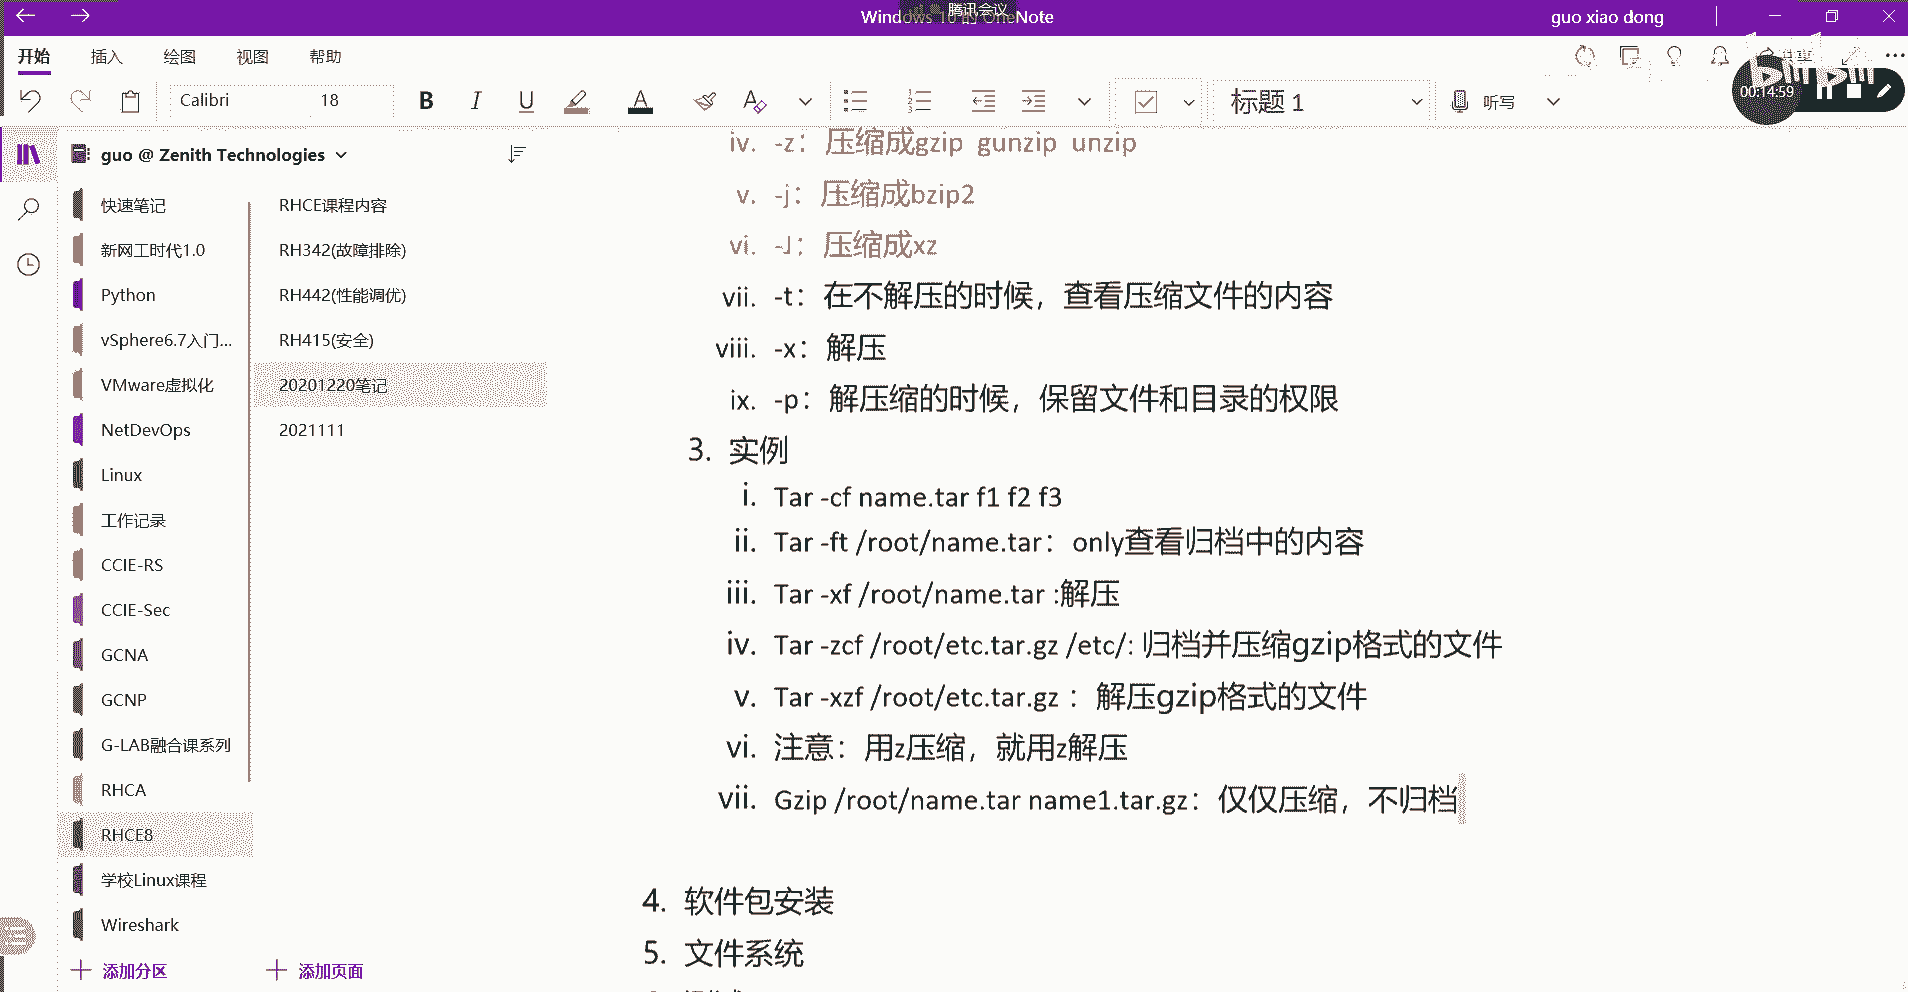 Windows 10 的 OneNote
腾讯会议
guo xiao dong
开始 插入 绘图 视图 帮助
共享
00:14:59
Calibri 18 B I U A A 标题 1 听写
guo @ Zenith Technologies
快速笔记
新网工时代1.0
Python
vSphere6.7入门...
VMware虚拟化
NetDevOps
Linux
工作记录
CCIE-RS
CCIE-Sec
GCNA
GCNP
G-LAB融合课系列
RHCA
RHCE8
学校Linux课程
Wireshark
添加分区
RHCE课程内容
RH342(故障排除)
RH442(性能调优)
RH415(安全)
20201220笔记
2021111
添加页面
iv. -z：压缩成gzip gunzip unzip
v. -j：压缩成bzip2
vi. -J：压缩成xz
vii. -t：在不解压的时候，查看压缩文件的内容
viii. -x：解压
ix. -p：解压缩的时候，保留文件和目录的权限
3. 实例
i. Tar -cf name.tar f1 f2 f3
ii. Tar -ft /root/name.tar：only查看归档中的内容
iii. Tar -xf /root/name.tar :解压
iv. Tar -zcf /root/etc.tar.gz /etc/: 归档并压缩gzip格式的文件
v. Tar -xzf /root/etc.tar.gz ：解压gzip格式的文件
vi. 注意：用z压缩，就用z解压
vii. Gzip /root/name.tar name1.tar.gz：仅仅压缩，不归档
4. 软件包安装
5. 文件系统